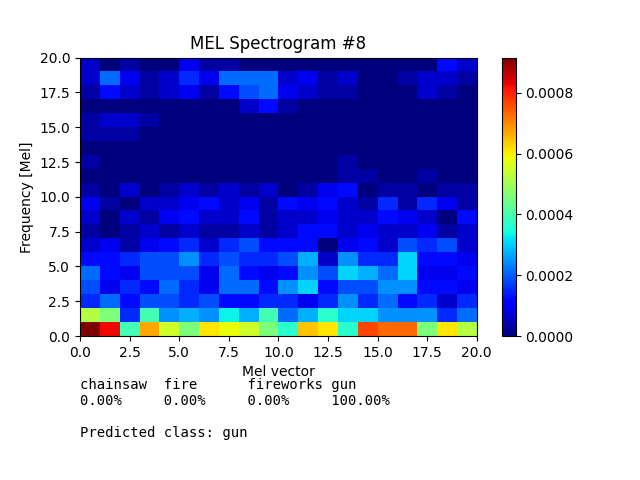 MEL Spectrogram #8
20.0
17.5
15.0
12.5
10.0
7.5
5.0
2.5
0.0
Frequency [Mel]
0.0 2.5 5.0 7.5 10.0 12.5 15.0 17.5 20.0
Mel vector
0.0008
0.0006
0.0004
0.0002
0.0000
chainsaw fire fireworks gun
0.00% 0.00% 0.00% 100.00%
Predicted class: gun